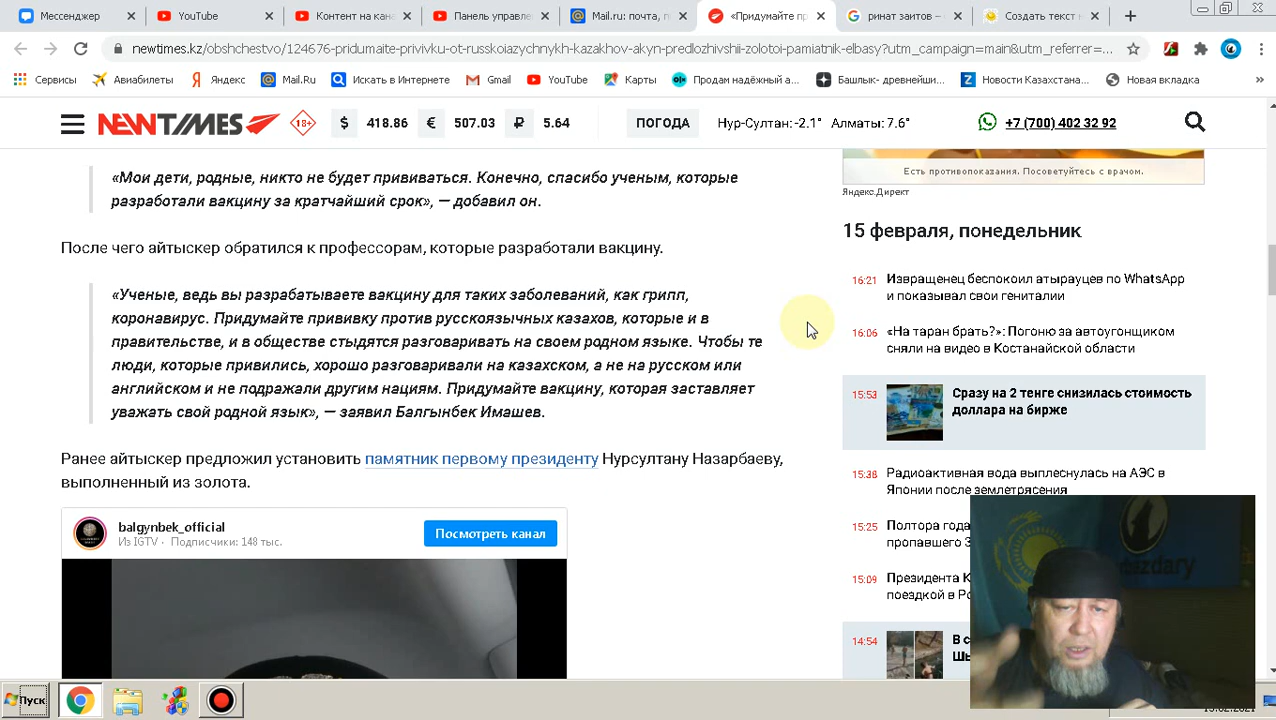 Мессенджер
YouTube
Контент на кана
Панель управле
Mail.ru: почта, п
«Придумайте пр
ринат заитов –
Создать текст н
newtimes.kz/obshchestvo/124676-pridumaite-privivku-ot-russkoiazychnykh-kazakhov-akyn-predlozhivshii-zolotoi-pamiatnik-elbasy?utm_campaign=main&utm_referrer=...
Сервисы
Авиабилеты
Яндекс
Mail.Ru
Искать в Интернете
Gmail
YouTube
Карты
Продам надёжный а...
Башлык- древнейши...
Новости Казахстана...
Новая вкладка
NEWTIMES
18+
$ 418.86 € 507.03 ₽ 5.64
ПОГОДА
Нур-Султан: -2.1° Алматы: 7.6°
+7 (700) 402 32 92
«Мои дети, родные, никто не будет прививаться. Конечно, спасибо ученым, которые
разработали вакцину за кратчайший срок», — добавил он.
После чего айтыскер обратился к профессорам, которые разработали вакцину.
«Ученые, ведь вы разрабатываете вакцину для таких заболеваний, как грипп,
коронавирус. Придумайте прививку против русскоязычных казахов, которые и в
правительстве, и в обществе стыдятся разговаривать на своем родном языке. Чтобы те
люди, которые привились, хорошо разговаривали на казахском, а не на русском или
английском и не подражали другим нациям. Придумайте вакцину, которая заставляет
уважать свой родной язык», — заявил Балгынбек Имашев.
Ранее айтыскер предложил установить памятник первому президенту Нурсултану Назарбаеву,
выполненный из золота.
balgynbek_official
Из IGTV · Подписчики: 148 тыс.
Посмотреть канал
Есть противопоказания. Посоветуйтесь с врачом.
Яндекс.Директ
15 февраля, понедельник
16:21 Извращенец беспокоил атырауцев по WhatsApp
и показывал свои гениталии
16:06 «На таран брать?»: Погоню за автоугонщиком
сняли на видео в Костанайской области
15:53 Сразу на 2 тенге снизилась стоимость
доллара на бирже
15:38 Радиоактивная вода выплеснулась на АЭС в
Японии после землетрясения
15:25 Полтора года
пропавшего
15:09 Президента К
поездкой в Ро
14:54 В с
Пуск